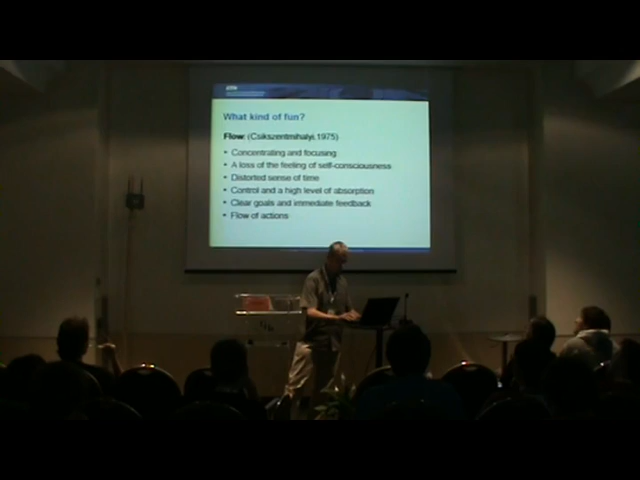 What kind of fun?
Flow: (Csikszentmihalyi,1975)
• Concentrating and focusing
• A loss of the feeling of self-consciousness
• Distorted sense of time
• Control and a high level of absorption
• Clear goals and immediate feedback
• Flow of actions